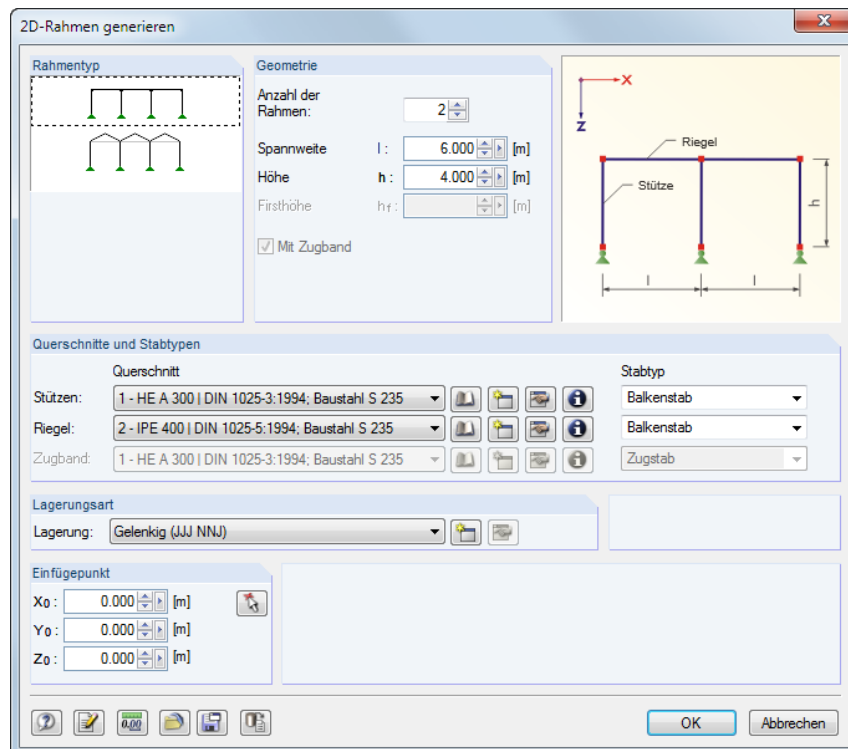 2D-Rahmen generieren
Rahmentyp
Geometrie
Anzahl der
Rahmen:
2
Spannweite l : 6.000 [m]
Höhe h : 4.000 [m]
Firsthöhe hf : [m]
Mit Zugband
X
Z
Riegel
Stütze
h
l l
Querschnitte und Stabtypen
Querschnitt Stabtyp
Stützen: 1 - HE A 300 | DIN 1025-3:1994; Baustahl S 235 Balkenstab
Riegel: 2 - IPE 400 | DIN 1025-5:1994; Baustahl S 235 Balkenstab
Zugband: 1 - HE A 300 | DIN 1025-3:1994; Baustahl S 235 Zugstab
Lagerungsart
Lagerung: Gelenkig (JJJ NNJ)
Einfügepunkt
X0 : 0.000 [m]
Y0 : 0.000 [m]
Z0 : 0.000 [m]
0.00
OK Abbrechen